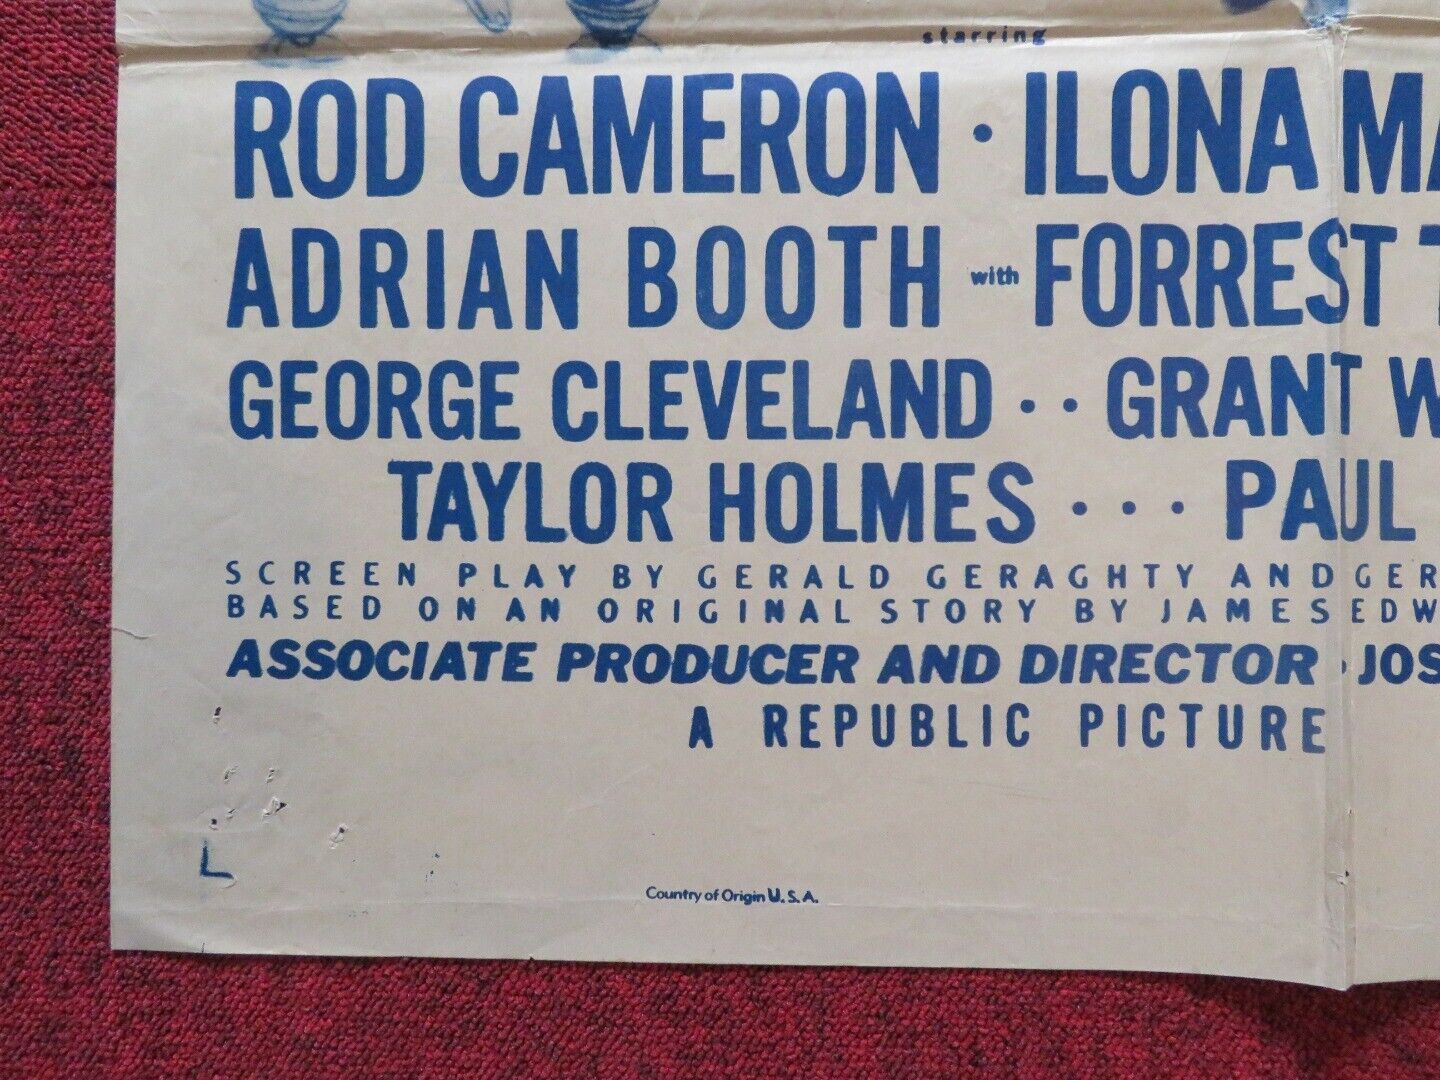 starring
ROD CAMERON · ILONA MA
ADRIAN BOOTH with FORREST T
GEORGE CLEVELAND · · GRANT W
TAYLOR HOLMES · · · PAUL
SCREEN PLAY BY GERALD GERAGHTY AND GER
BASED ON AN ORIGINAL STORY BY JAMES EDW
ASSOCIATE PRODUCER AND DIRECTOR · JOS
A REPUBLIC PICTURE
Country of Origin U.S.A.